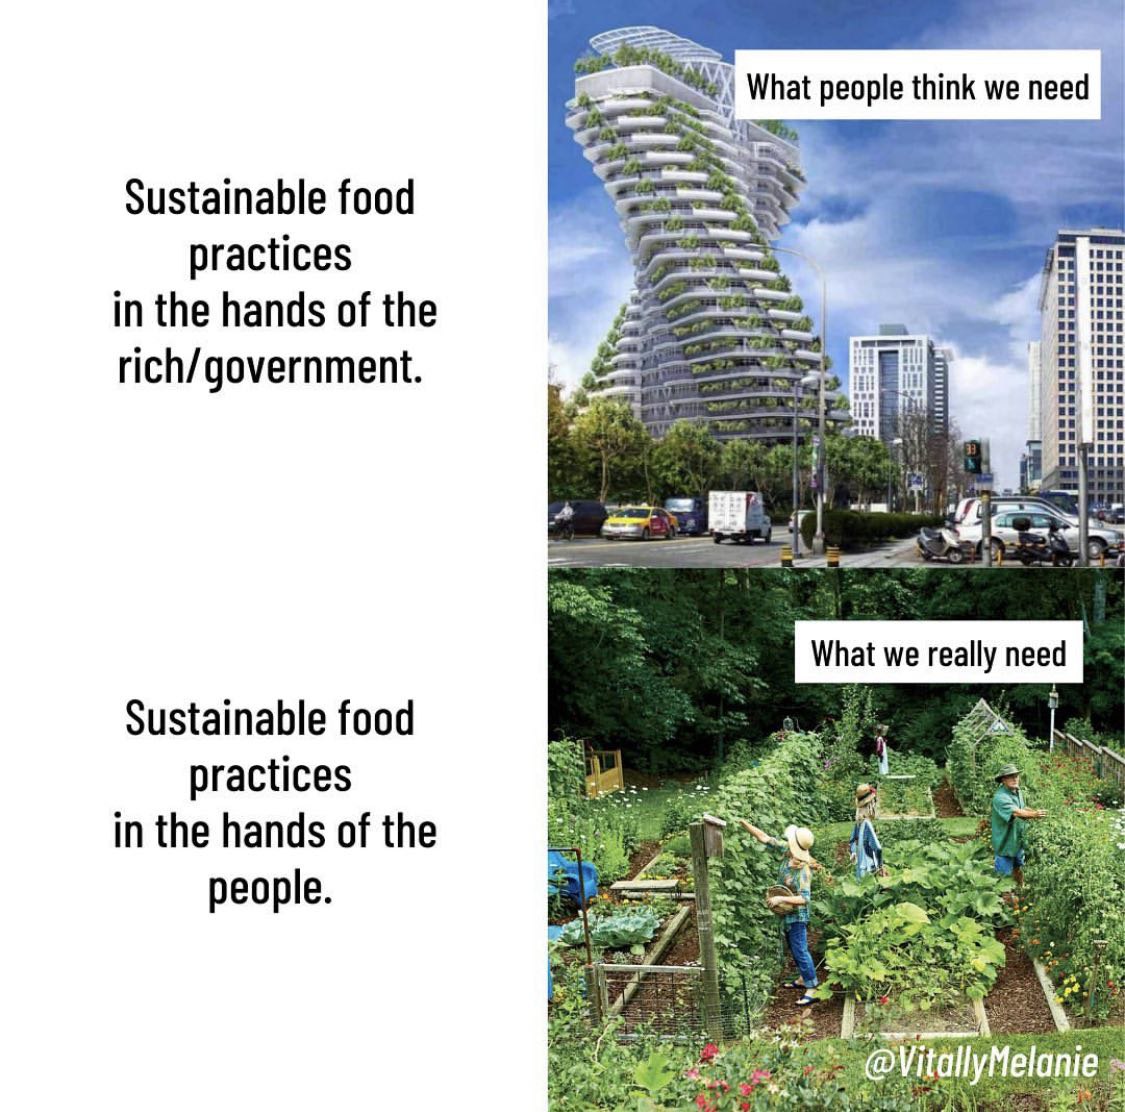 What people think we need
Sustainable food
practices
in the hands of the
rich/government.
33
What we really need
Sustainable food
practices
in the hands of the
people.
@VitallyMelanie